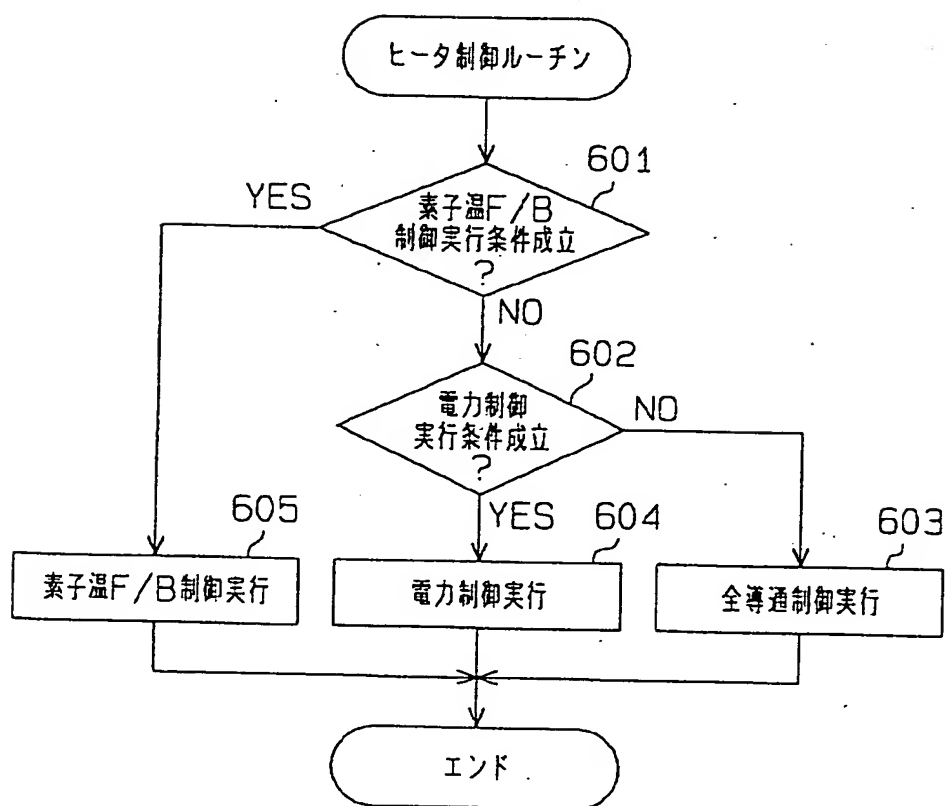 ヒータ制御ルーチン
601
YES
素子温F/B
制御実行条件成立
?
NO
602
電力制御
実行条件成立
?
NO
YES
605
604
603
素子温F/B制御実行
電力制御実行
全導通制御実行
エンド